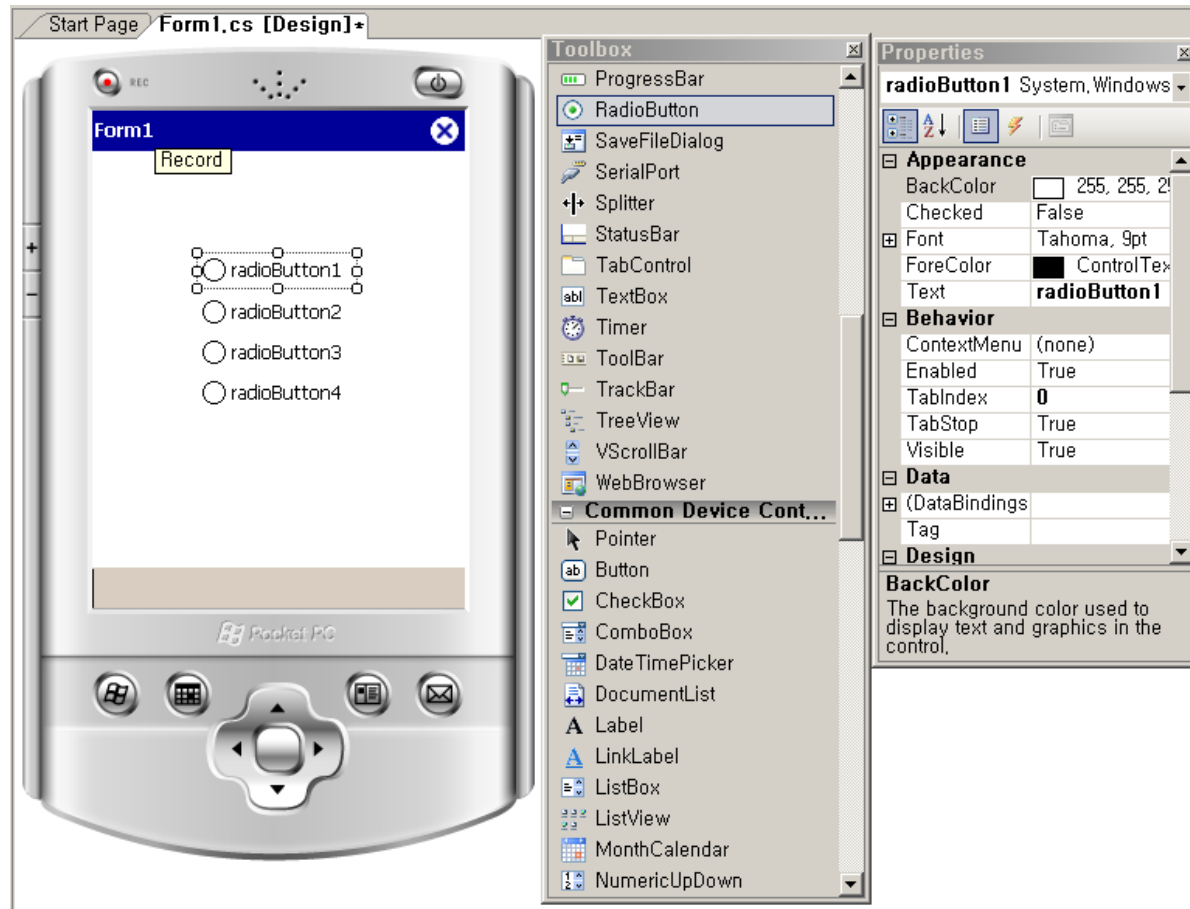 Start Page
Form1.cs [Design]*
REC
Form1
Record
radioButton1
radioButton2
radioButton3
radioButton4
Pocket PC
Toolbox
ProgressBar
RadioButton
SaveFileDialog
SerialPort
Splitter
StatusBar
TabControl
abl TextBox
Timer
ToolBar
TrackBar
TreeView
VScrollBar
WebBrowser
Common Device Cont...
Pointer
ab Button
CheckBox
ComboBox
DateTimePicker
DocumentList
A Label
A LinkLabel
ListBox
ListView
MonthCalendar
NumericUpDown
Properties
radioButton1 System.Windows
Appearance
BackColor 255, 255, 2
Checked False
Font Tahoma, 9pt
ForeColor ControlTex
Text radioButton1
Behavior
ContextMenu (none)
Enabled True
TabIndex 0
TabStop True
Visible True
Data
(DataBindings
Tag
Design
BackColor
The background color used to
display text and graphics in the
control.